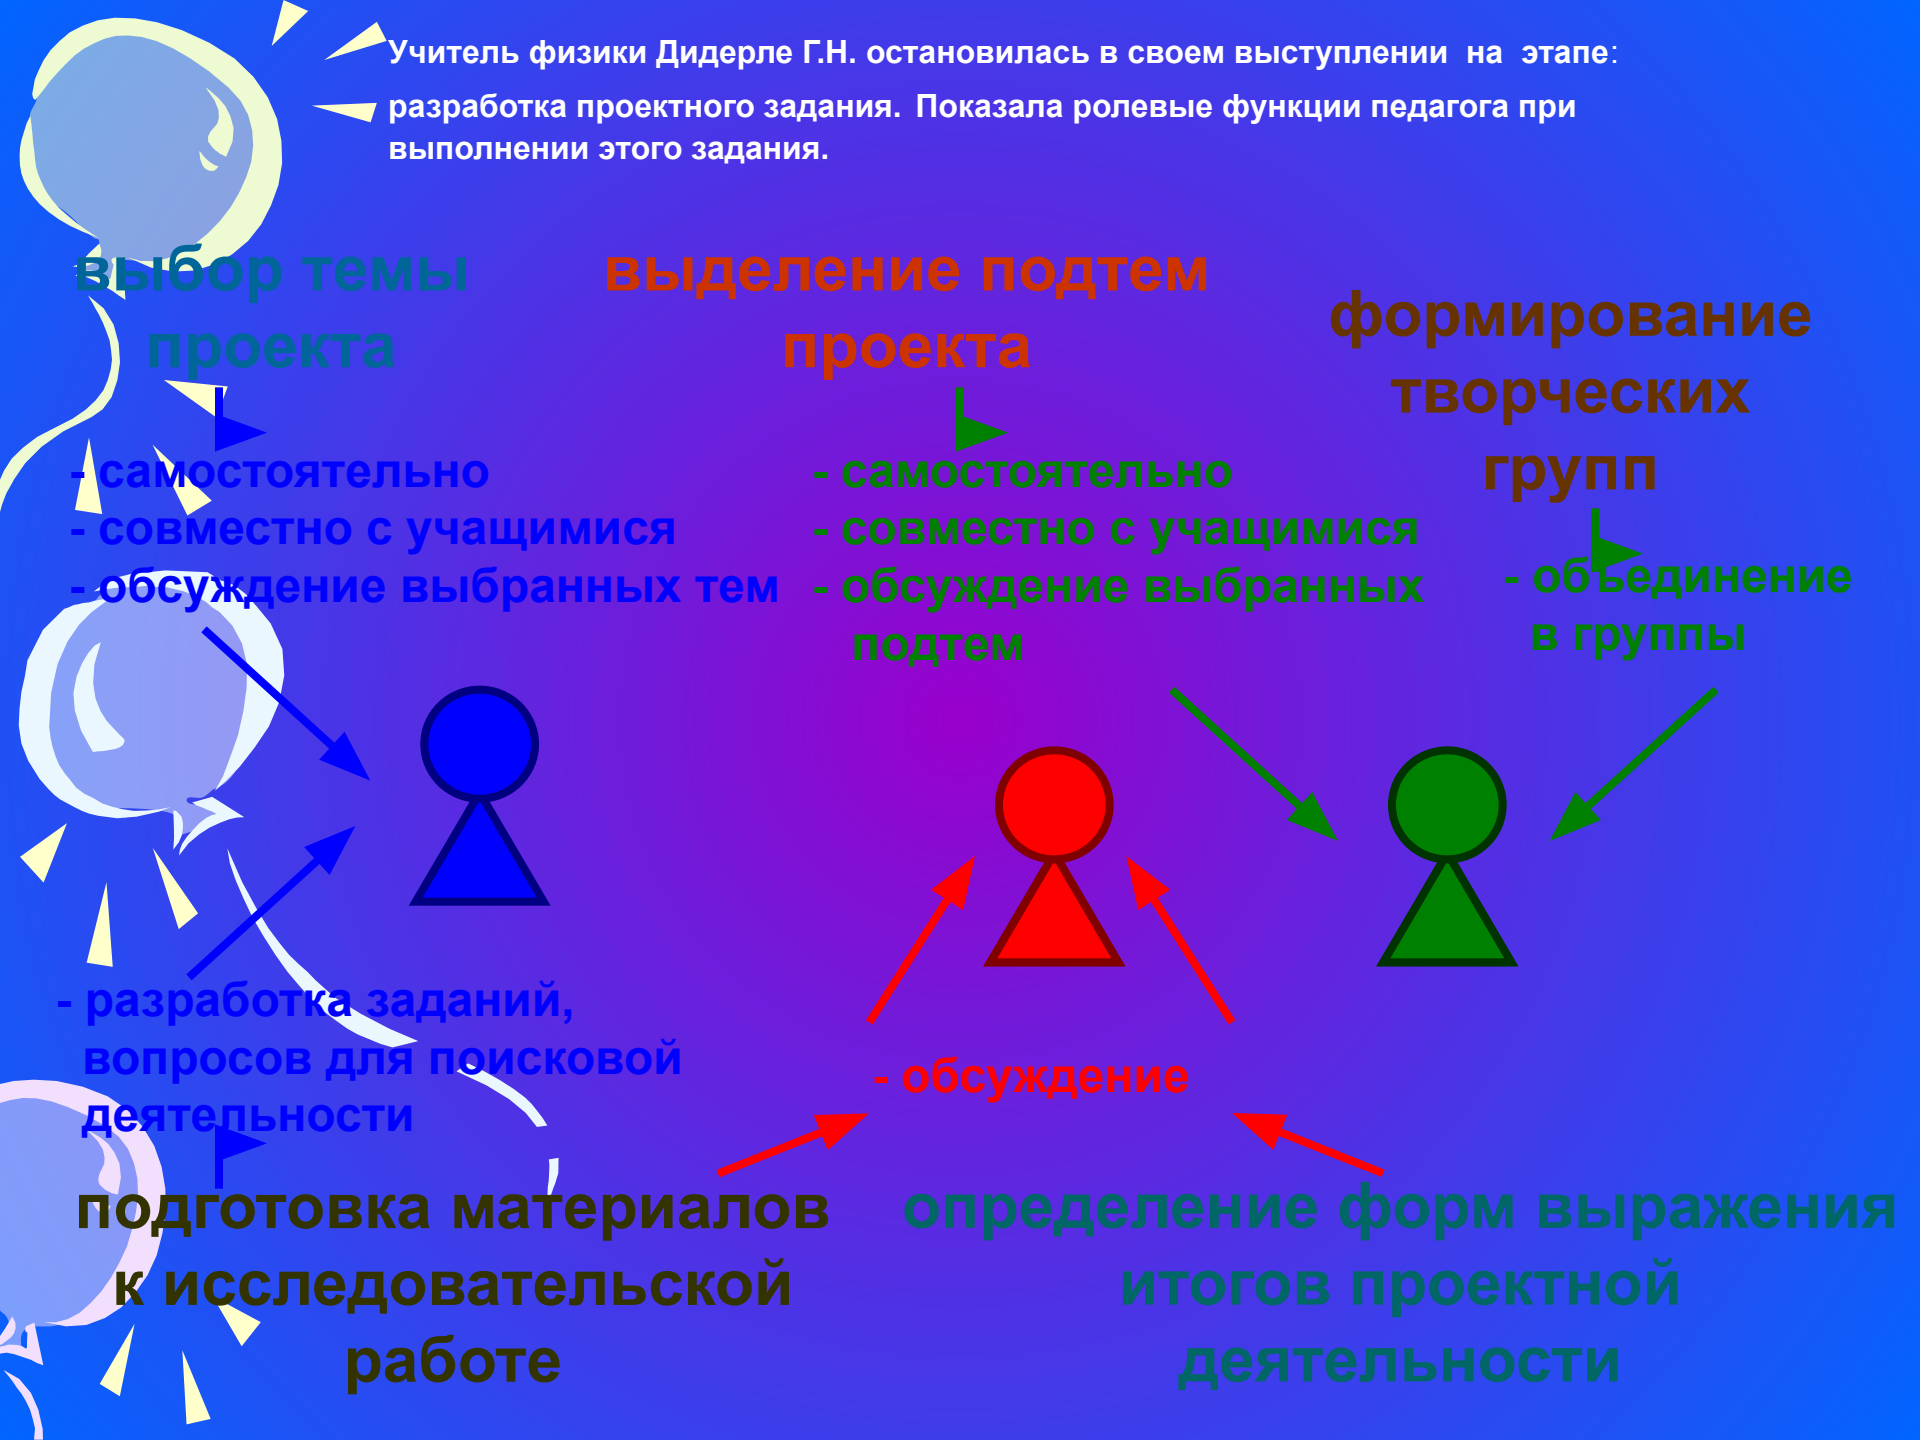 Учитель физики Дидерле Г.Н. остановилась в своем выступлении на этапе:
разработка проектного задания. Показала ролевые функции педагога при
выполнении этого задания.
выбор темы
проекта
- самостоятельно
- совместно с учащимися
- обсуждение выбранных тем
выделение подтем
проекта
- самостоятельно
- совместно с учащимися
- обсуждение выбранных
подтем
формирование
творческих
групп
- объединение
в группы
- разработка заданий,
вопросов для поисковой
деятельности
подготовка материалов
к исследовательской
работе
- обсуждение
определение форм выражения
итогов проектной
деятельности